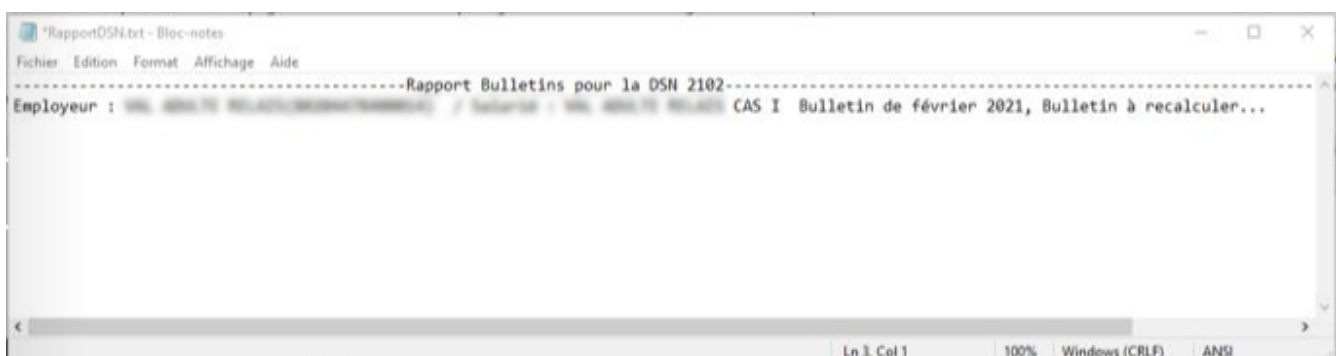 *RapportDSN.txt - Bloc-notes
Fichier Edition Format Affichage Aide
-----------------------------------------Rapport Bulletins pour la DSN 2102-----------------------------------------
Employeur : / Salarié : CAS I Bulletin de février 2021, Bulletin à recalculer...
Ln 3, Col 1 100% Windows (CRLF) ANSI